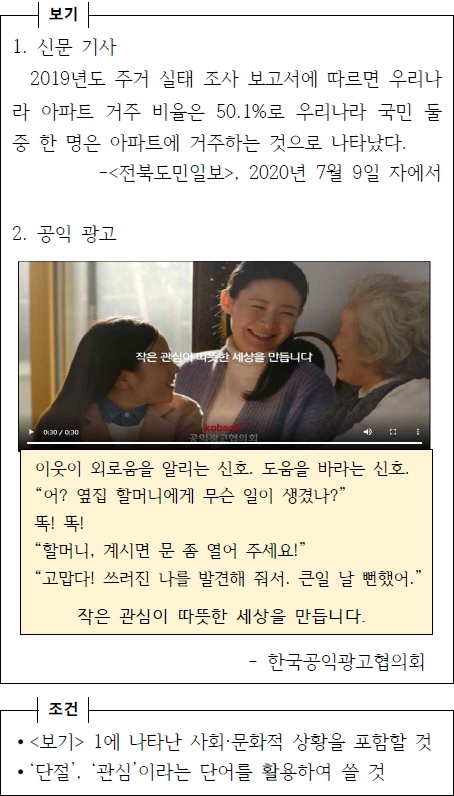 보기
1. 신문 기사
2019년도 주거 실태 조사 보고서에 따르면 우리나
라 아파트 거주 비율은 50.1%로 우리나라 국민 둘
중 한 명은 아파트에 거주하는 것으로 나타났다.
-<전북도민일보>, 2020년 7월 9일 자에서
2. 공익 광고
작은 관심이 따뜻한 세상을 만듭니다
kobaco
공익광고협의회
0:30 / 0:30
이웃이 외로움을 알리는 신호. 도움을 바라는 신호.
“어? 옆집 할머니에게 무슨 일이 생겼나?”
똑! 똑!
“할머니, 계시면 문 좀 열어 주세요!”
“고맙다! 쓰러진 나를 발견해 줘서. 큰일 날 뻔했어.”
작은 관심이 따뜻한 세상을 만듭니다.
- 한국공익광고협의회
조건
•<보기> 1에 나타난 사회·문화적 상황을 포함할 것
•‘단절’, ‘관심’이라는 단어를 활용하여 쓸 것